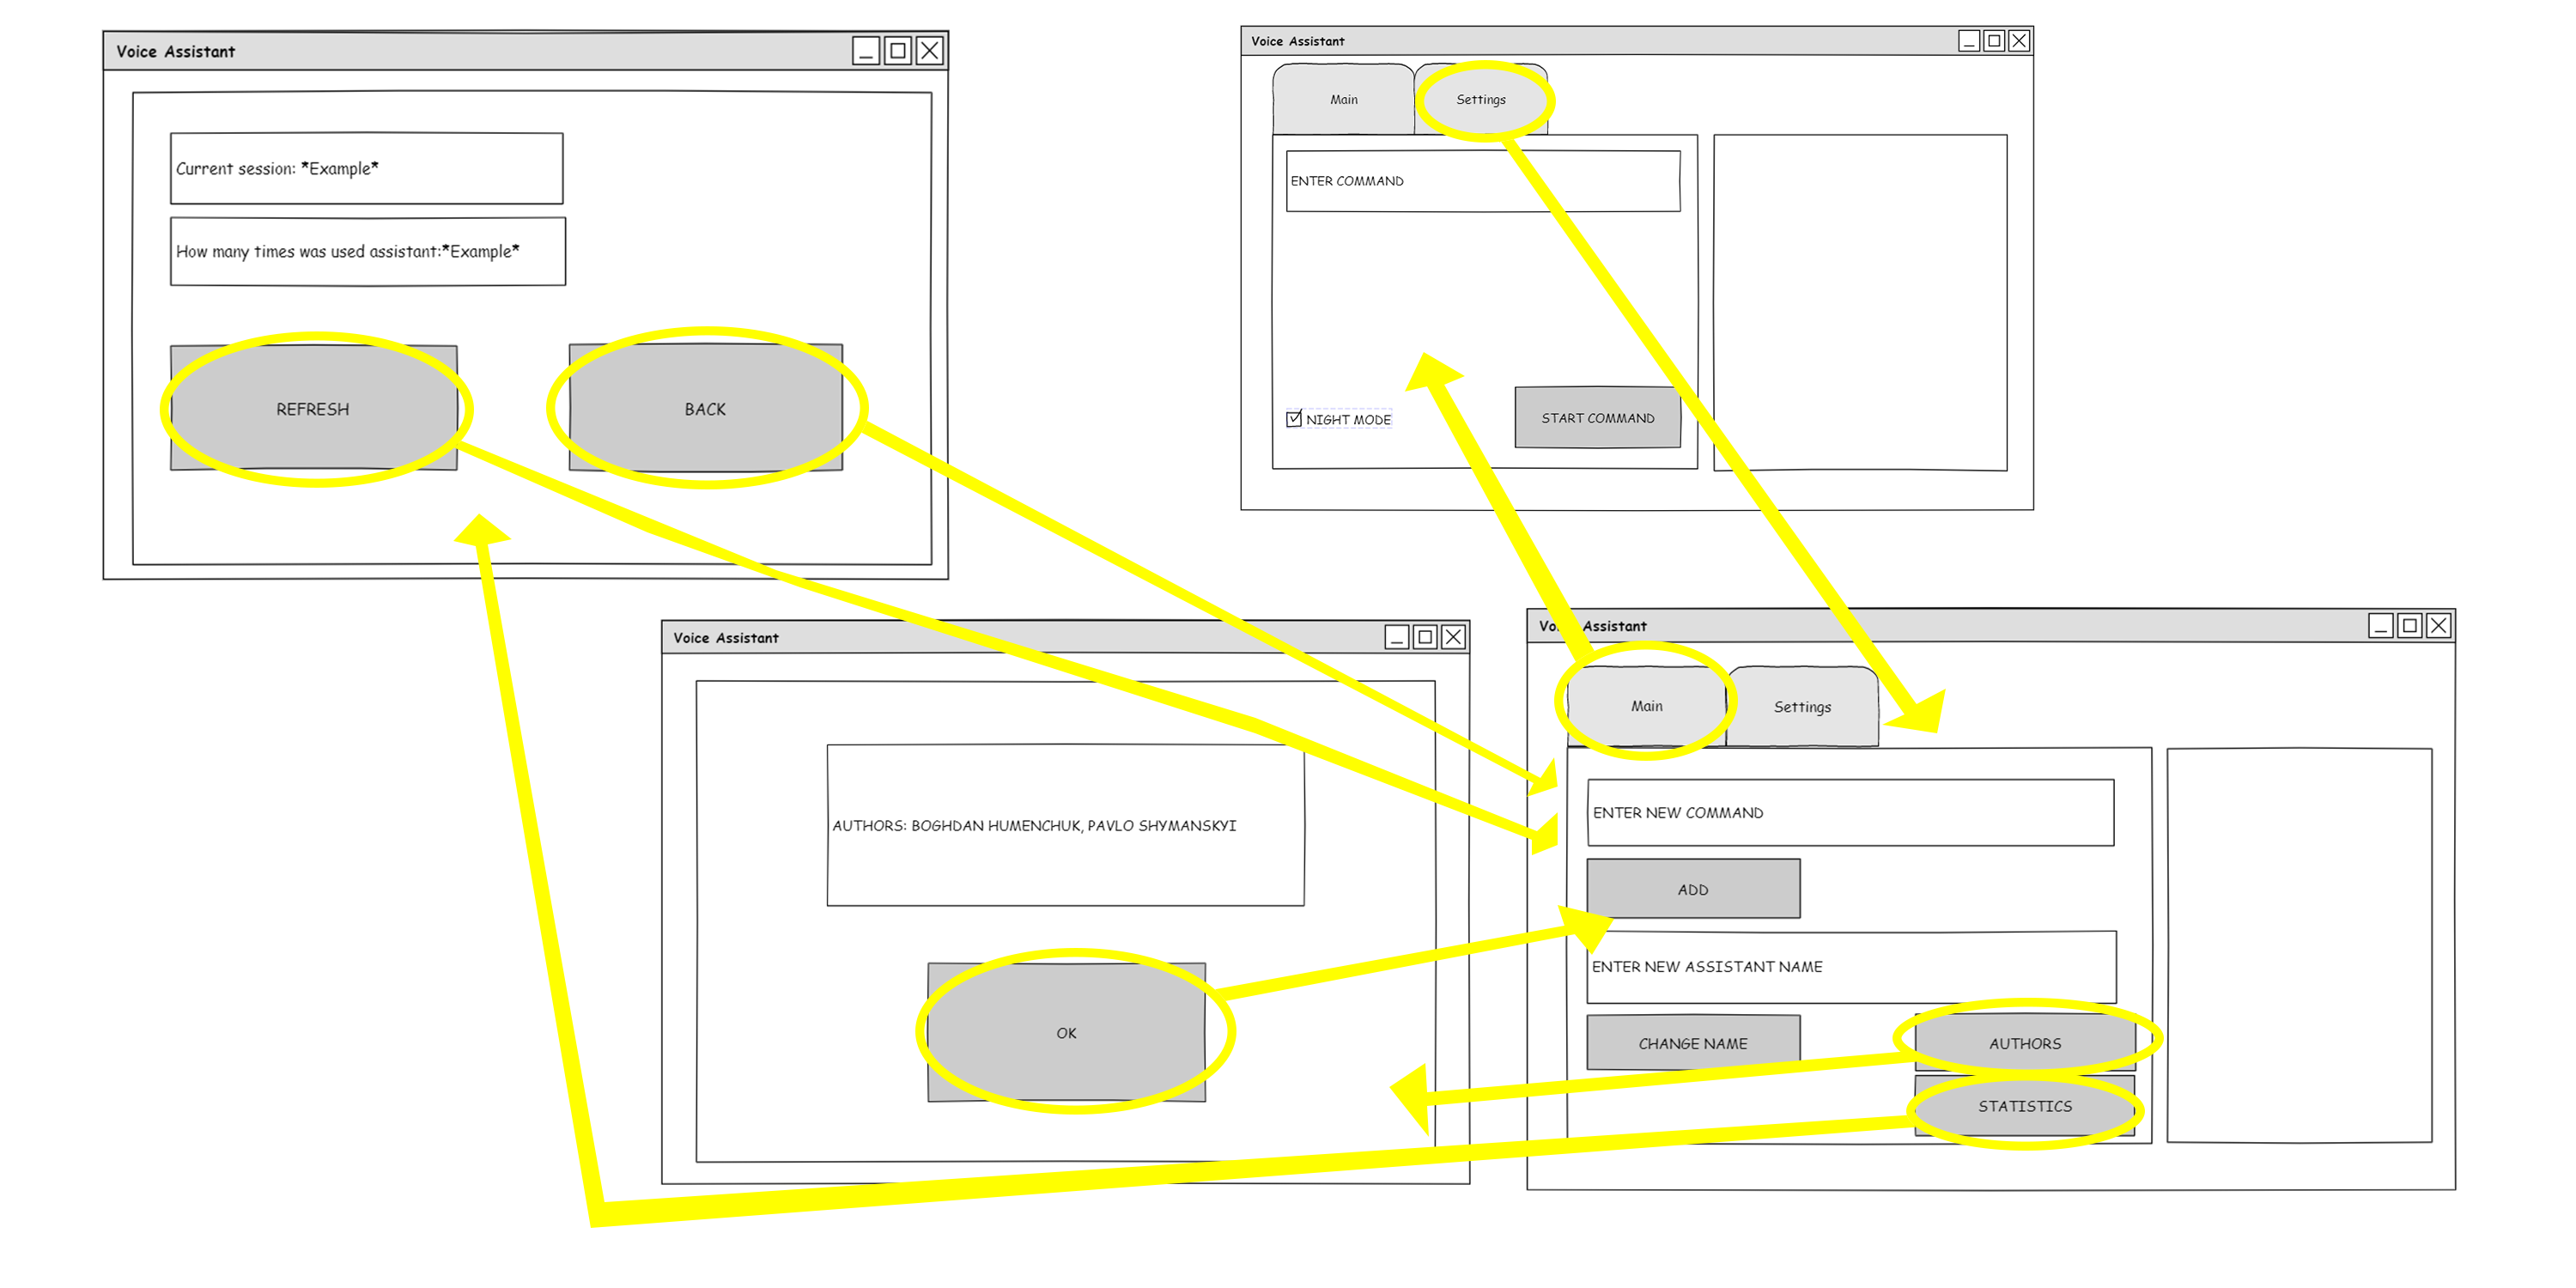 Voice Assistant
Current session: *Example*
How many times was used assistant:*Example*
REFRESH
BACK
Voice Assistant
Main
Settings
ENTER COMMAND
NIGHT MODE
START COMMAND
Voice Assistant
AUTHORS: BOGHDAN HUMENCHUK, PAVLO SHYMANSKYI
OK
Voice Assistant
Main
Settings
ENTER NEW COMMAND
ADD
ENTER NEW ASSISTANT NAME
CHANGE NAME
AUTHORS
STATISTICS